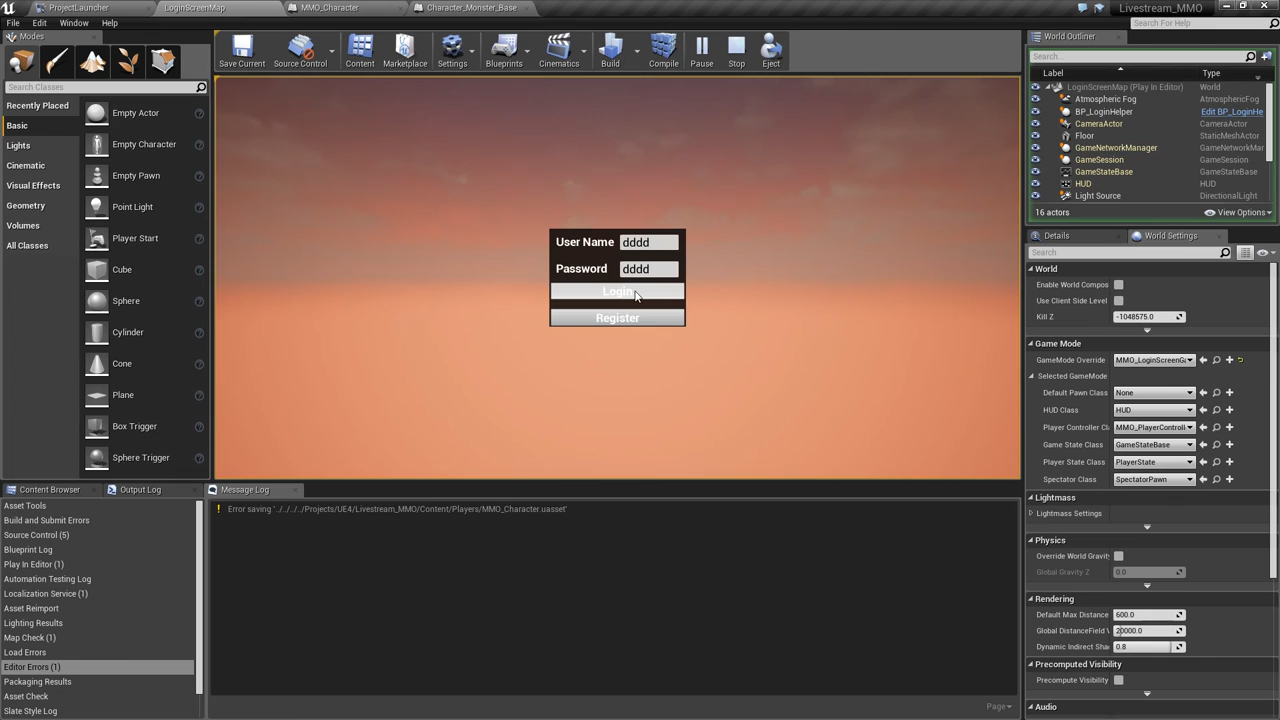 ProjectLauncher
LoginScreenMap
MMO_Character
Character_Monster_Base
Livestream_MMO
File
Edit
Window
Help
Search For Help
Modes
Search Classes
Recently Placed
Basic
Lights
Cinematic
Visual Effects
Geometry
Volumes
All Classes
Empty Actor
Empty Character
Empty Pawn
Point Light
Player Start
Cube
Sphere
Cylinder
Cone
Plane
Box Trigger
Sphere Trigger
Save Current
Source Control
Content
Marketplace
Settings
Blueprints
Cinematics
Build
Compile
Pause
Stop
Eject
User Name dddd
Password dddd
Login
Register
World Outliner
Search...
Label Type
LoginScreenMap (Play In Editor) World
Atmospheric Fog AtmosphericFog
BP_LoginHelper Edit BP_LoginHe
CameraActor CameraActor
Floor StaticMeshActor
GameNetworkManager GameNetworkMar
GameSession GameSession
GameStateBase GameStateBase
HUD HUD
Light Source DirectionalLight
16 actors
View Options
Details
World Settings
Search
World
Enable World Compos
Use Client Side Level
Kill Z -1048575.0
Game Mode
GameMode Override MMO_LoginScreenGa
Selected GameMode
Default Pawn Class None
HUD Class HUD
Player Controller Cl MMO_PlayerControll
Game State Class GameStateBase
Player State Class PlayerState
Spectator Class SpectatorPawn
Lightmass
Lightmass Settings
Physics
Override World Gravit
Global Gravity Z 0.0
Rendering
Default Max Distance 600.0
Global DistanceField 20000.0
Dynamic Indirect Sha 0.8
Precomputed Visibility
Precompute Visibility
Audio
Content Browser
Output Log
Message Log
Asset Tools
Build and Submit Errors
Source Control (5)
Blueprint Log
Play In Editor (1)
Automation Testing Log
Localization Service (1)
Asset Reimport
Lighting Results
Map Check (1)
Load Errors
Editor Errors (1)
Packaging Results
Asset Check
Slate Style Log
Error saving '../../../../Projects/UE4/Livestream_MMO/Content/Players/MMO_Character.uasset'
Page